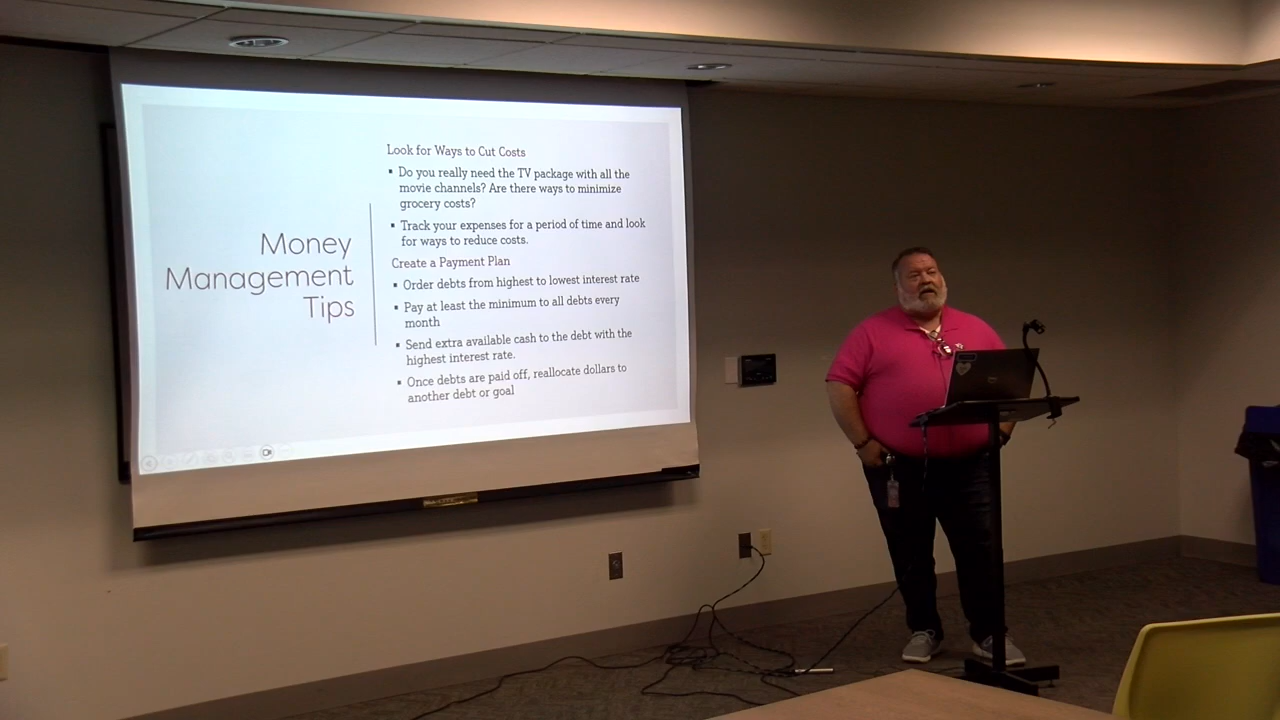 Money
Management
Tips
Look for Ways to Cut Costs
▪ Do you really need the TV package with all the
movie channels? Are there ways to minimize
grocery costs?
▪ Track your expenses for a period of time and look
for ways to reduce costs.
Create a Payment Plan
▪ Order debts from highest to lowest interest rate
▪ Pay at least the minimum to all debts every
month
▪ Send extra available cash to the debt with the
highest interest rate.
▪ Once debts are paid off, reallocate dollars to
another debt or goal